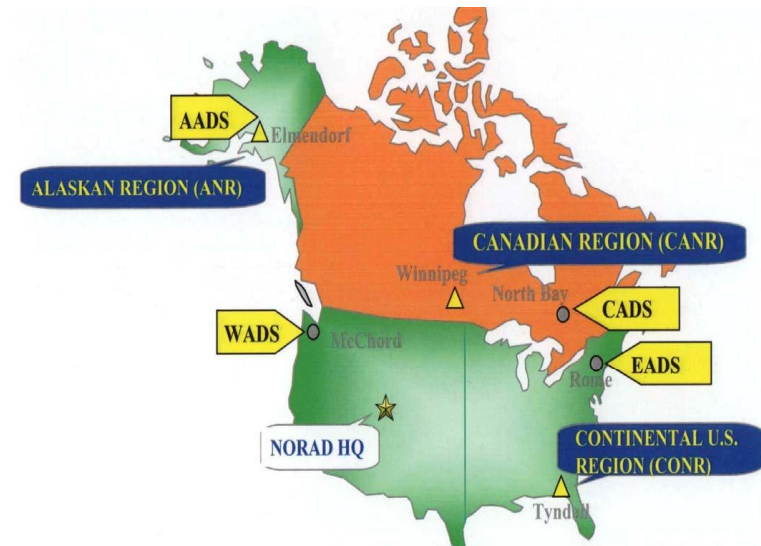 AADS
Elmendorf
ALASKAN REGION (ANR)
CANADIAN REGION (CANR)
Winnipeg
North Bay
CADS
WADS
McChord
EADS
Rome
NORAD HQ
CONTINENTAL U.S.
REGION (CONR)
Tyndall